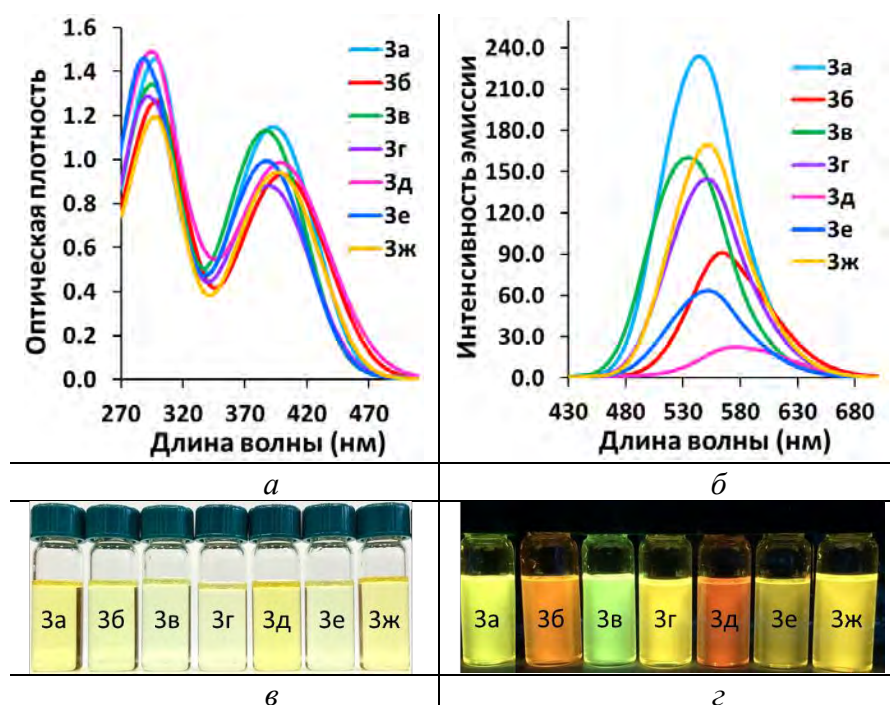 Оптическая плотность
1.6
1.4
1.2
1.0
0.8
0.6
0.4
0.2
0.0
270 320 370 420 470
Длина волны (нм)
3а
3б
3в
3г
3д
3е
3ж
а
Интенсивность эмиссии
240.0
210.0
180.0
150.0
120.0
90.0
60.0
30.0
0.0
430 480 530 580 630 680
Длина волны (нм)
3а
3б
3в
3г
3д
3е
3ж
б
3а 3б 3в 3г 3д 3е 3ж
в
3а 3б 3в 3г 3д 3е 3ж
г